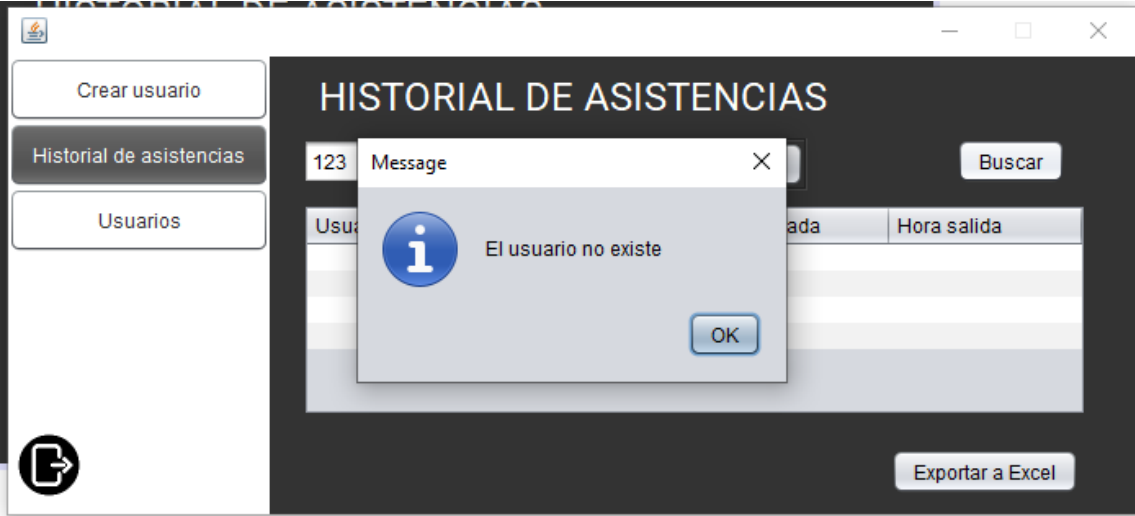 Crear usuario
HISTORIAL DE ASISTENCIAS
Historial de asistencias
123
Message
Buscar
Usuarios
ada
Hora salida
El usuario no existe
OK
Exportar a Excel